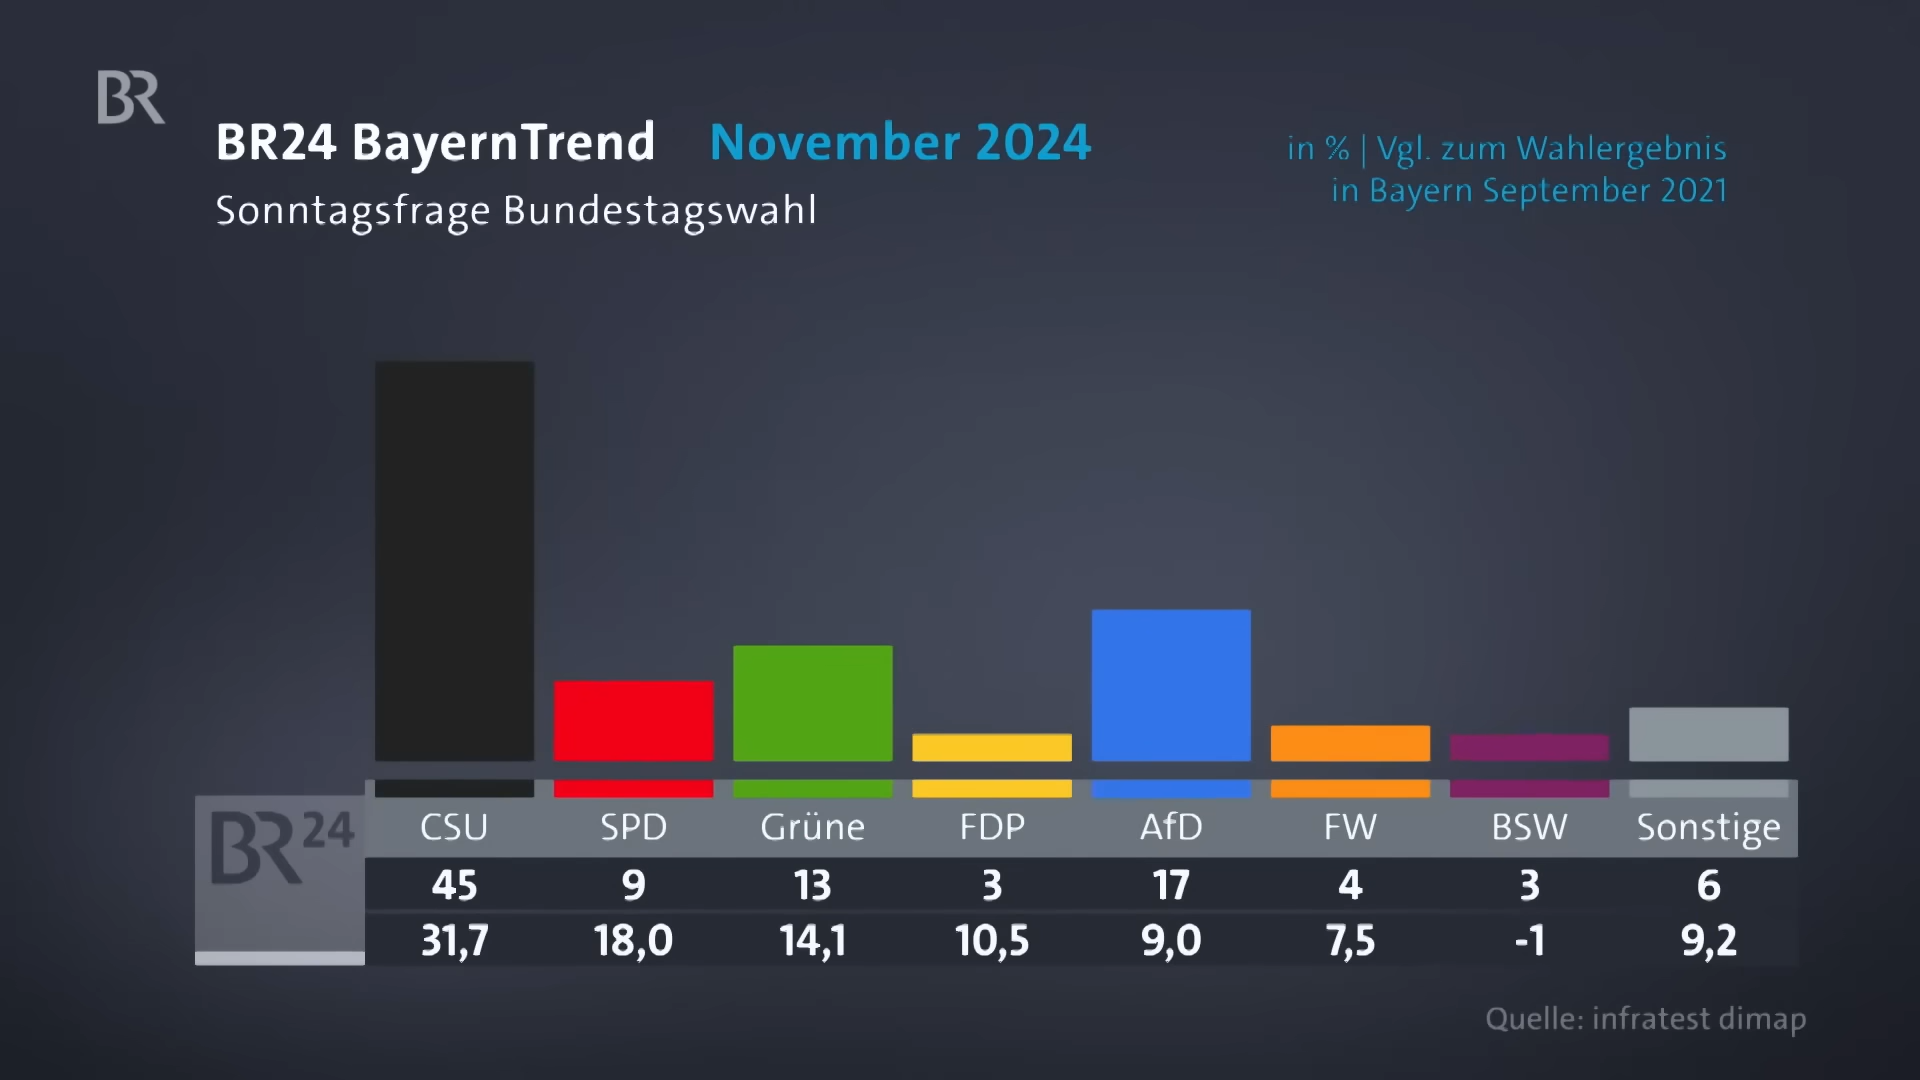 BR
BR24 BayernTrend November 2024
in % | Vgl. zum Wahlergebnis
in Bayern September 2021
Sonntagsfrage Bundestagswahl
BR24
CSU SPD Grüne FDP AfD FW BSW Sonstige
45 9 13 3 17 4 3 6
31,7 18,0 14,1 10,5 9,0 7,5 -1 9,2
Quelle: infratest dimap